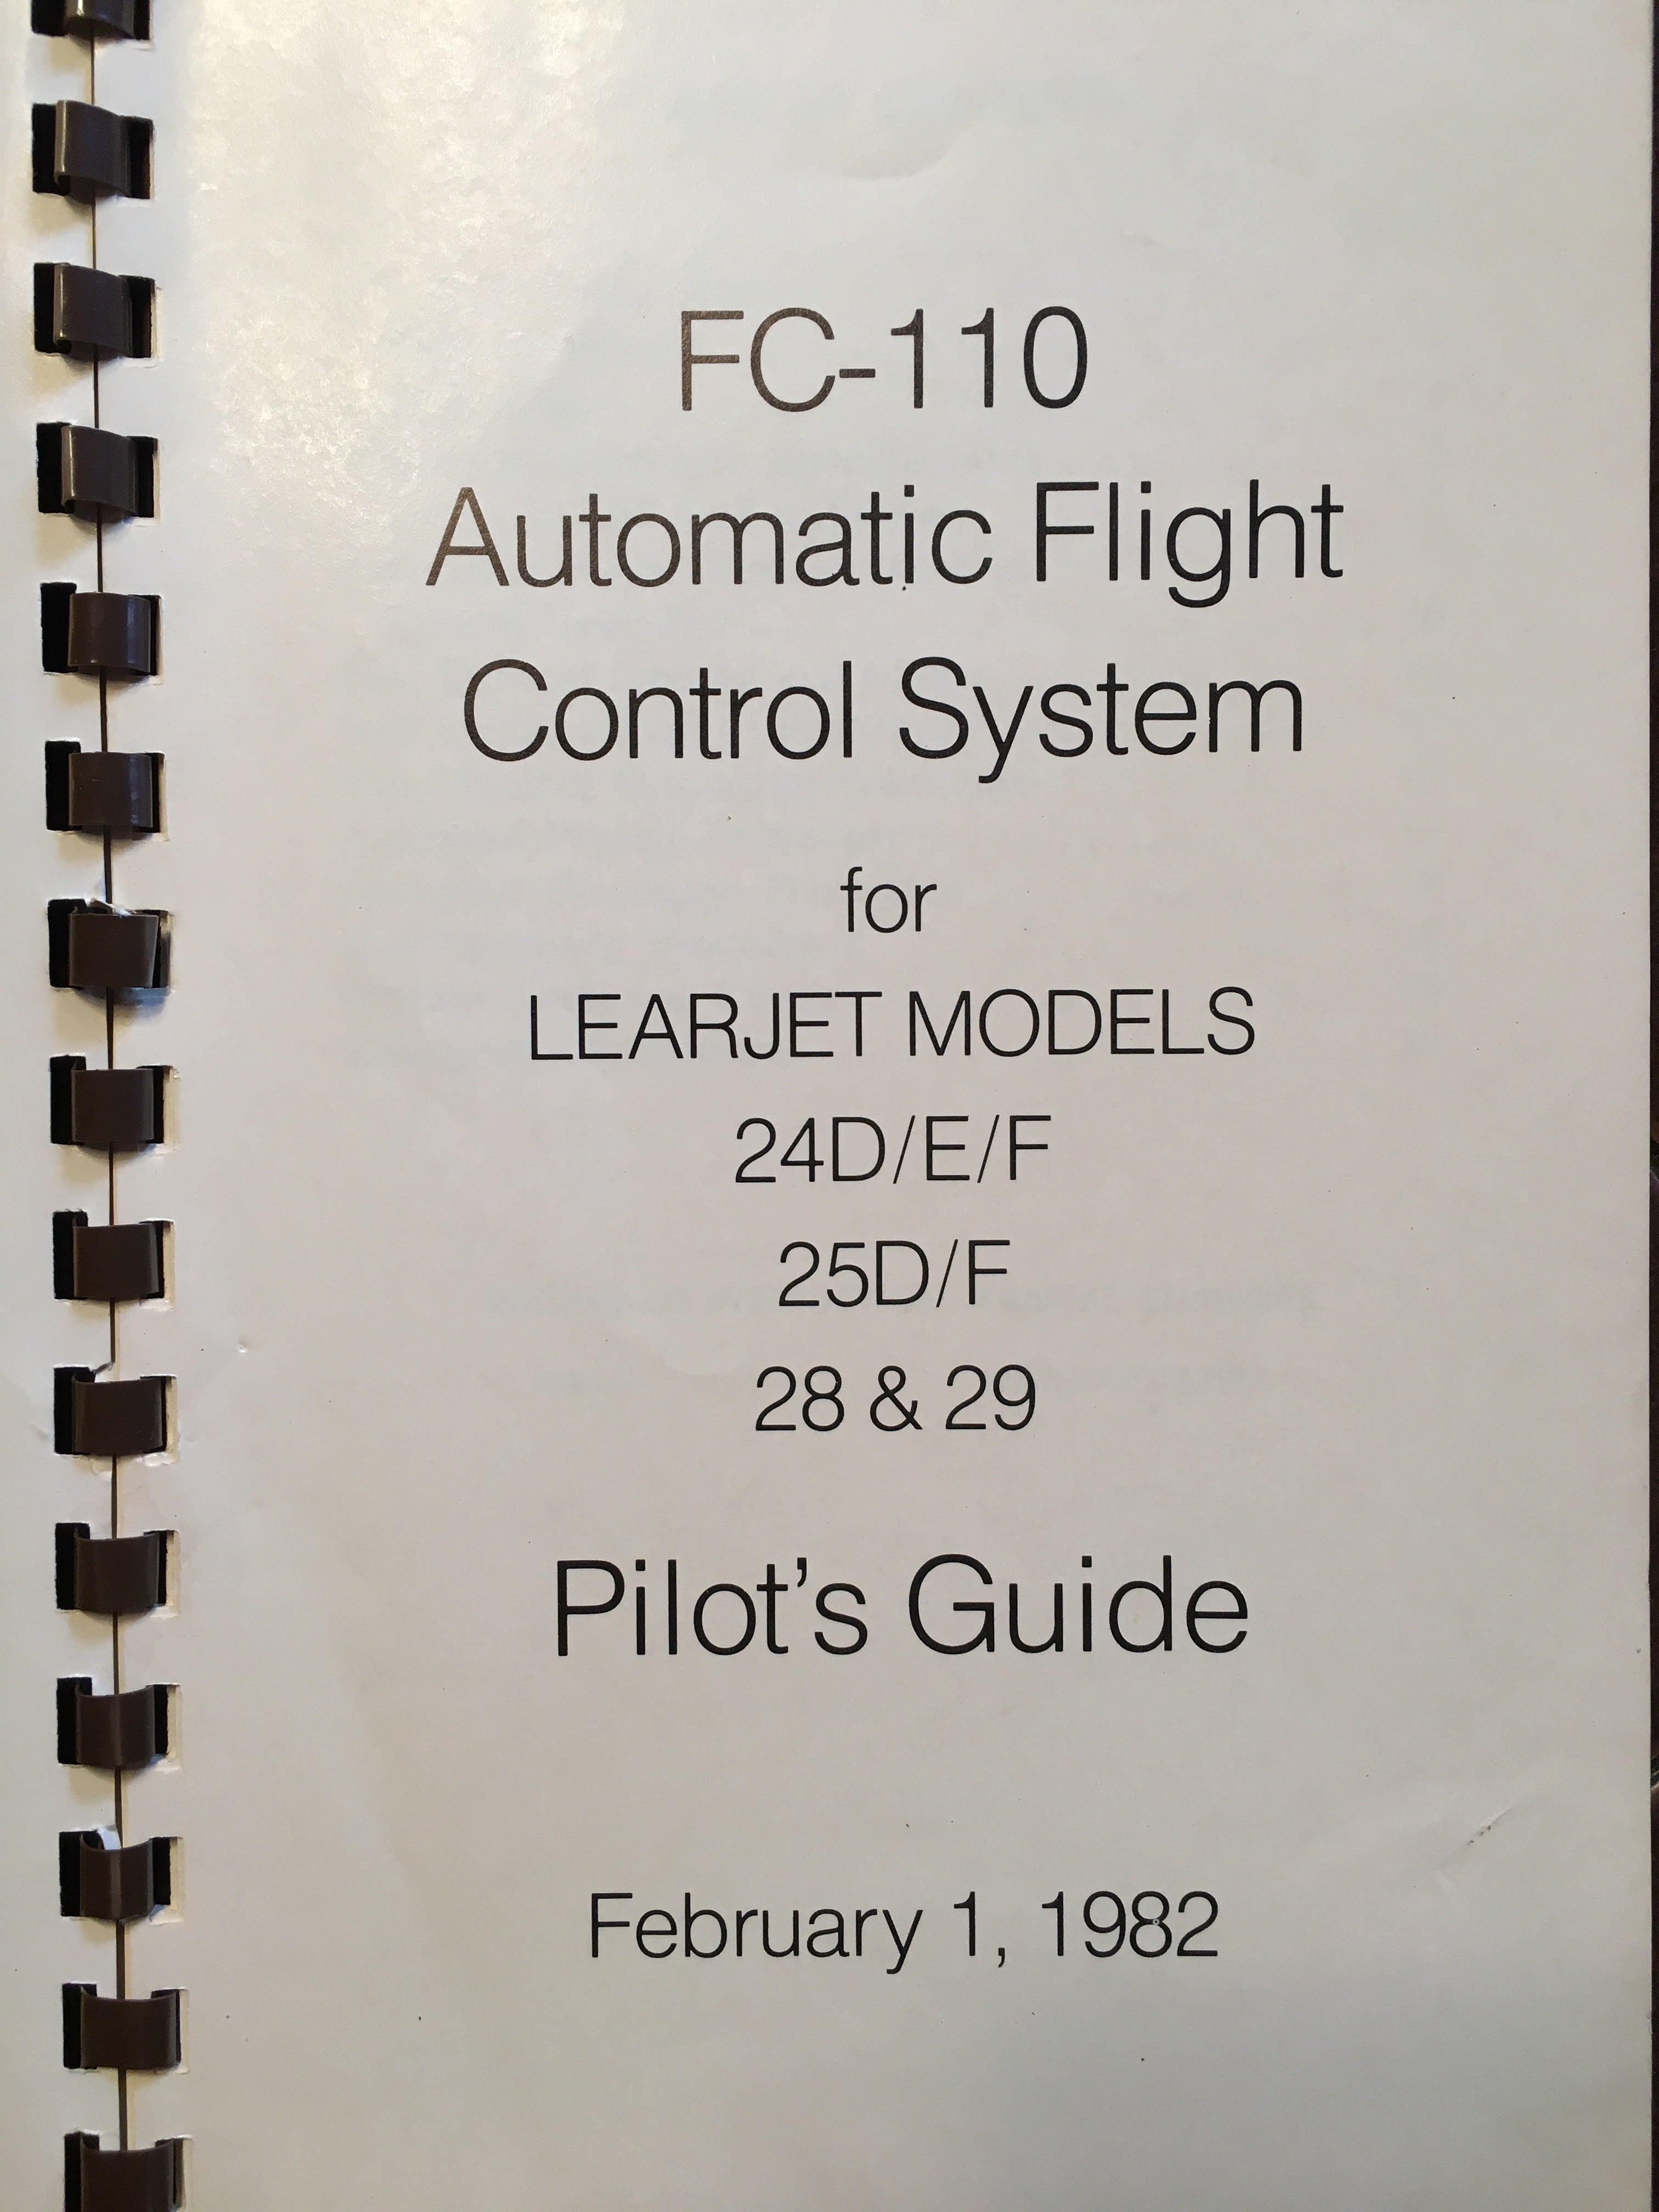 FC-110
Automatic Flight
Control System
for
LEARJET MODELS
24D/E/F
25D/F
28 & 29
Pilot’s Guide
February 1, 1982